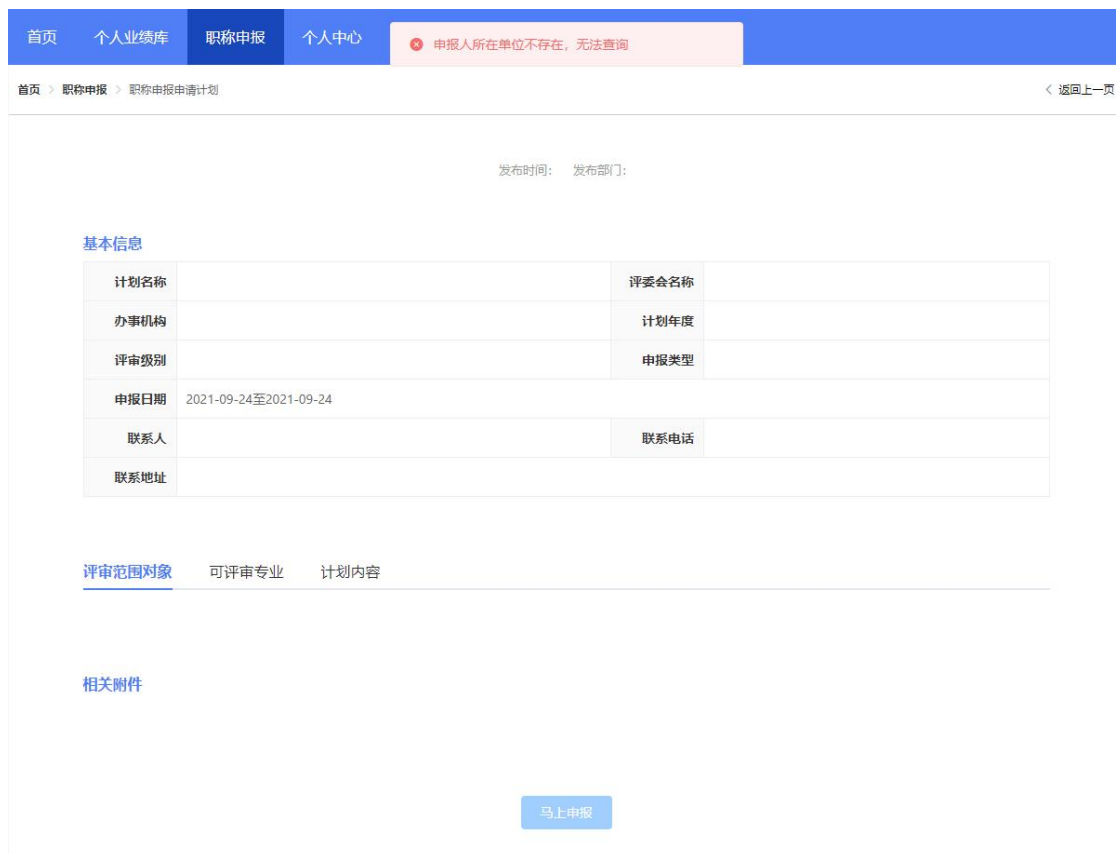 首页 个人业绩库 职称申报 个人中心 申报人所在单位不存在，无法查询
首页 > 职称申报 > 职称申报申请计划 < 返回上一页
发布时间： 发布部门：
基本信息
计划名称 评委会名称
办事机构 计划年度
评审级别 申报类型
申报日期 2021-09-24至2021-09-24
联系人 联系电话
联系地址
评审范围对象 可评审专业 计划内容
相关附件
马上申报